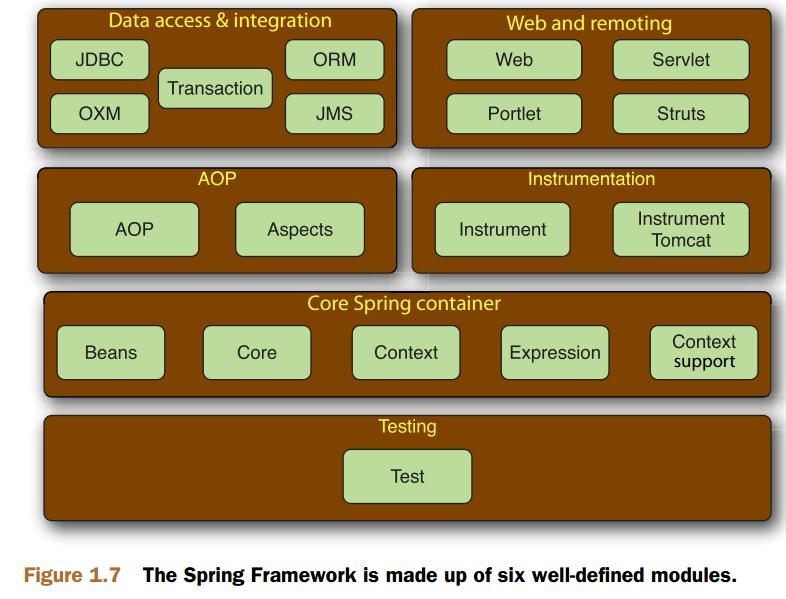 Data access & integration
JDBC
ORM
Transaction
OXM
JMS
Web and remoting
Web
Servlet
Portlet
Struts
AOP
AOP
Aspects
Instrumentation
Instrument
Instrument
Tomcat
Core Spring container
Beans
Core
Context
Expression
Context
support
Testing
Test
Figure 1.7 The Spring Framework is made up of six well-defined modules.